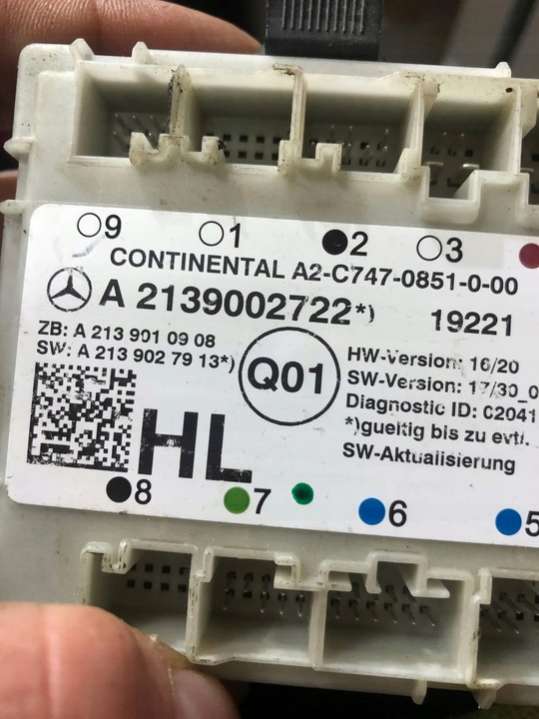 9 1 2 3
CONTINENTAL A2-C747-0851-0-00
A 2139002722*) 19221
ZB: A 213 901 09 08
SW: A 213 902 79 13*)
Q01
HW-Version: 16/20
SW-Version: 17/30_0
Diagnostic ID: 02041
*)gueltig bis zu evtl.
SW-Aktualisierung
HL
8 7 6 5